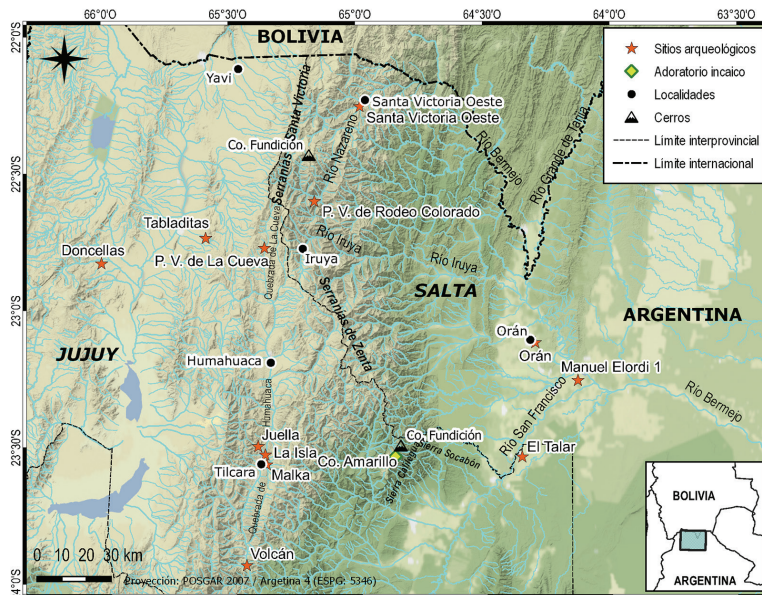 66°00'S
65°30'S
65°00'S
64°30'S
64°00'S
63°30'S
22°0'S
22°30'S
23°0'S
23°30'S
4°0'S
BOLIVIA
Yavi
Santa Victoria Oeste
Santa Victoria Oeste
Co. Fundición
Serranías Santa Victoria
Río Nazareno
Río Bermejo
Río Grande de Tarija
P. V. de Rodeo Colorado
Tabladitas
Doncellas
P. V. de La Cueva
Quebrada de La Cueva
Iruya
Río Iruya
Río Iruya
SALTA
ARGENTINA
JUJUY
Serranías de Zenta
Orán
Orán
Humahuaca
Manuel Elordi 1
Río Bermejo
Río San Francisco
Quebrada de Humahuaca
Juella
La Isla
Tilcara
Malka
Co. Fundición
Co. Amarillo
Sierra Calilegua
Sierra Socabón
El Talar
Volcán
Sitios arqueológicos
Adoratorio incaico
Localidades
Cerros
Límite interprovincial
Límite internacional
BOLIVIA
ARGENTINA
0 10 20 30 km
Proyección: POSGAR 2007 / Argetina 4 (ESPG: 5346)